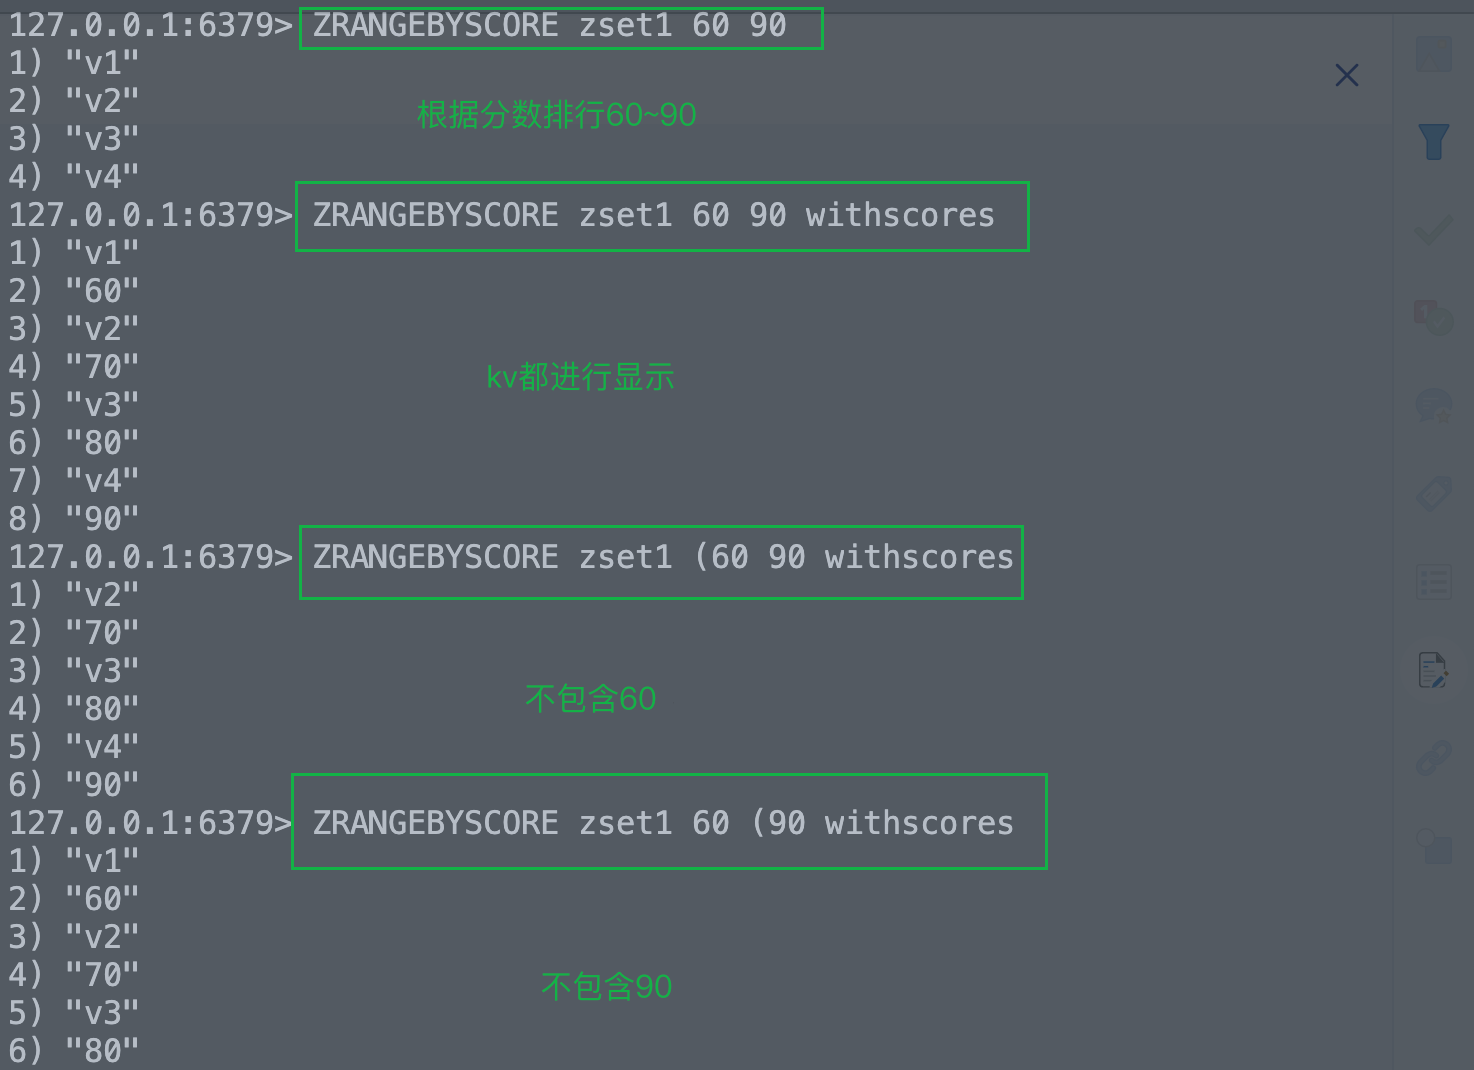 127.0.0.1:6379> ZRANGEBYSCORE zset1 60 90
1) "v1"
2) "v2"
根据分数排行60~90
3) "v3"
4) "v4"
127.0.0.1:6379> ZRANGEBYSCORE zset1 60 90 withscores
1) "v1"
2) "60"
3) "v2"
4) "70"
kv都进行显示
5) "v3"
6) "80"
7) "v4"
8) "90"
127.0.0.1:6379> ZRANGEBYSCORE zset1 (60 90 withscores
1) "v2"
2) "70"
3) "v3"
不包含60
4) "80"
5) "v4"
6) "90"
127.0.0.1:6379> ZRANGEBYSCORE zset1 60 (90 withscores
1) "v1"
2) "60"
3) "v2"
4) "70"
不包含90
5) "v3"
6) "80"